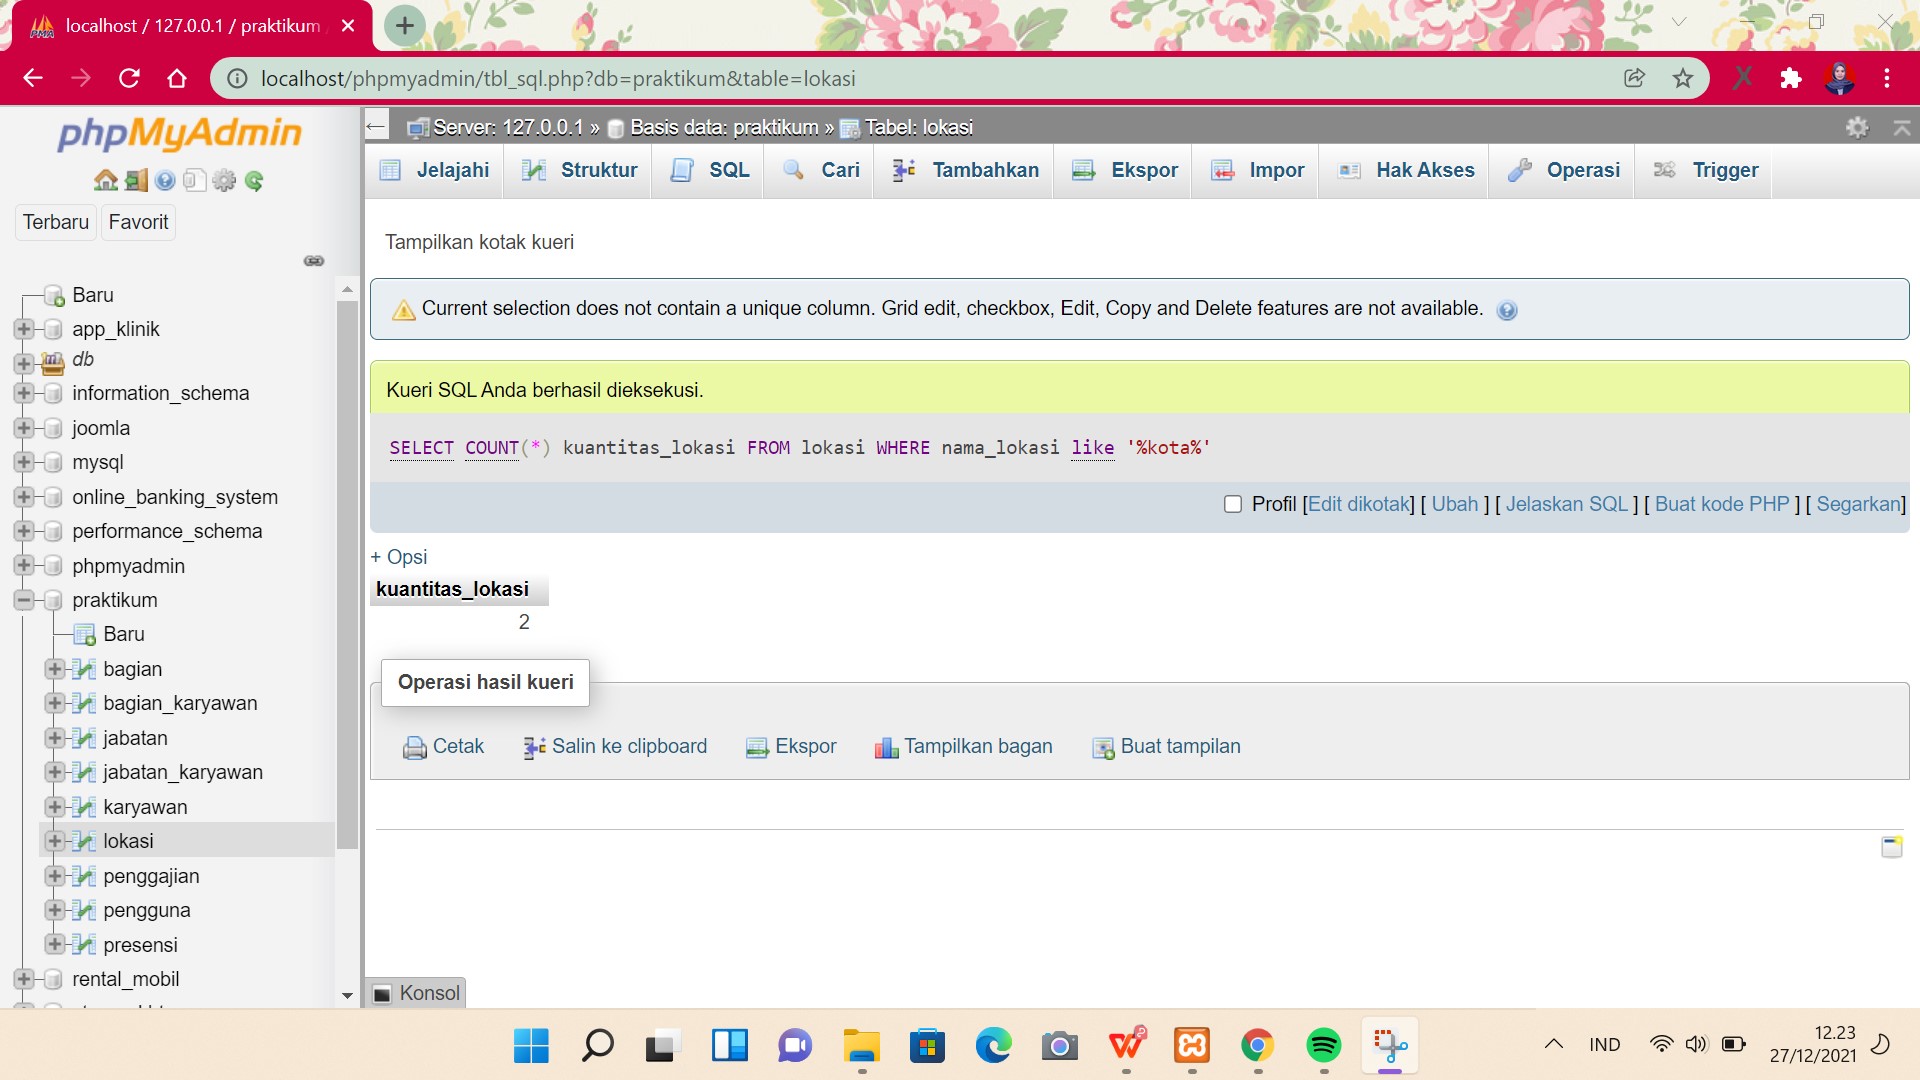 localhost / 127.0.0.1 / praktikum
localhost/phpmyadmin/tbl_sql.php?db=praktikum&table=lokasi
phpMyAdmin
Terbaru
Favorit
Baru
app_klinik
db
information_schema
joomla
mysql
online_banking_system
performance_schema
phpmyadmin
praktikum
Baru
bagian
bagian_karyawan
jabatan
jabatan_karyawan
karyawan
lokasi
penggajian
pengguna
presensi
rental_mobil
Server: 127.0.0.1 » Basis data: praktikum » Tabel: lokasi
Jelajahi Struktur SQL Cari Tambahkan Ekspor Impor Hak Akses Operasi Trigger
Tampilkan kotak kueri
Current selection does not contain a unique column. Grid edit, checkbox, Edit, Copy and Delete features are not available.
Kueri SQL Anda berhasil dieksekusi.
SELECT COUNT(*) kuantitas_lokasi FROM lokasi WHERE nama_lokasi like '%kota%'
Profil [Edit dikotak] [ Ubah ] [ Jelaskan SQL ] [ Buat kode PHP ] [ Segarkan]
+ Opsi
kuantitas_lokasi
2
Operasi hasil kueri
Cetak Salin ke clipboard Ekspor Tampilkan bagan Buat tampilan
Konsol
IND
12.23
27/12/2021